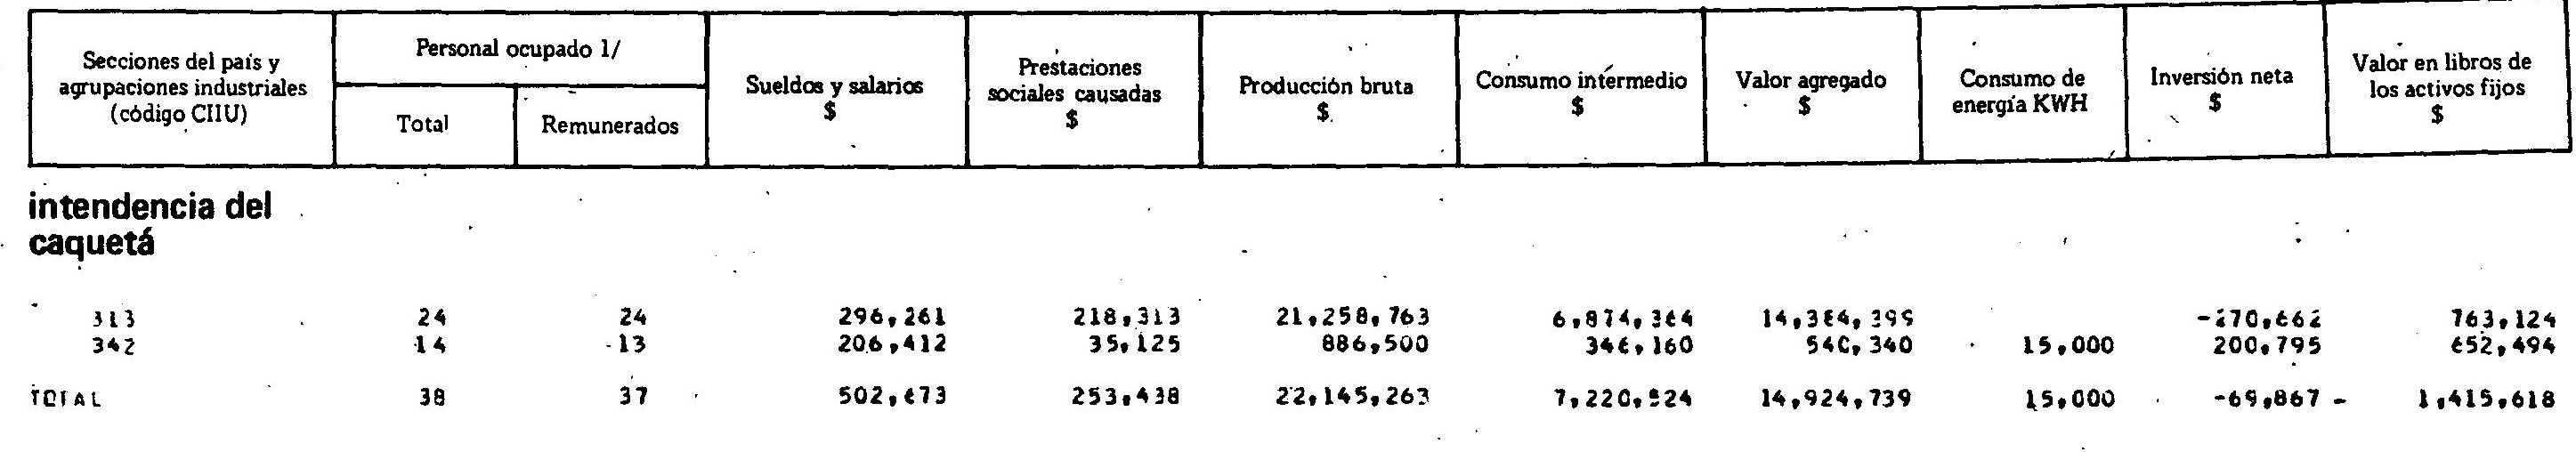 Secciones del país y agrupaciones industriales (código CIIU) Personal ocupado 1/ Total Remunerados Sueldos y salarios $ Prestaciones sociales causadas $ Producción bruta $ Consumo intermedio $ Valor agregado $ Consumo de energía KWH Inversión neta $ Valor en libros de los activos fijos $
intendencia del
caquetá
313 24 24 296,261 218,313 21,258,763 6,874,364 14,384,399 -270,662 763,124
342 14 13 206,412 35,125 886,500 346,160 540,340 15,000 200,795 652,494
TOTAL 38 37 502,673 253,438 22,145,263 7,220,524 14,924,739 15,000 -69,867 1,415,618